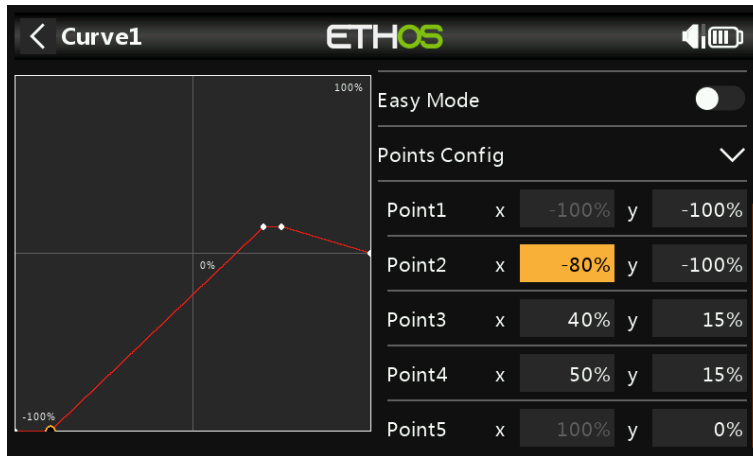 Curve1 ETHOS
100%
0%
-100%
Easy Mode
Points Config
Point1 x -100% y -100%
Point2 x -80% y -100%
Point3 x 40% y 15%
Point4 x 50% y 15%
Point5 x 100% y 0%